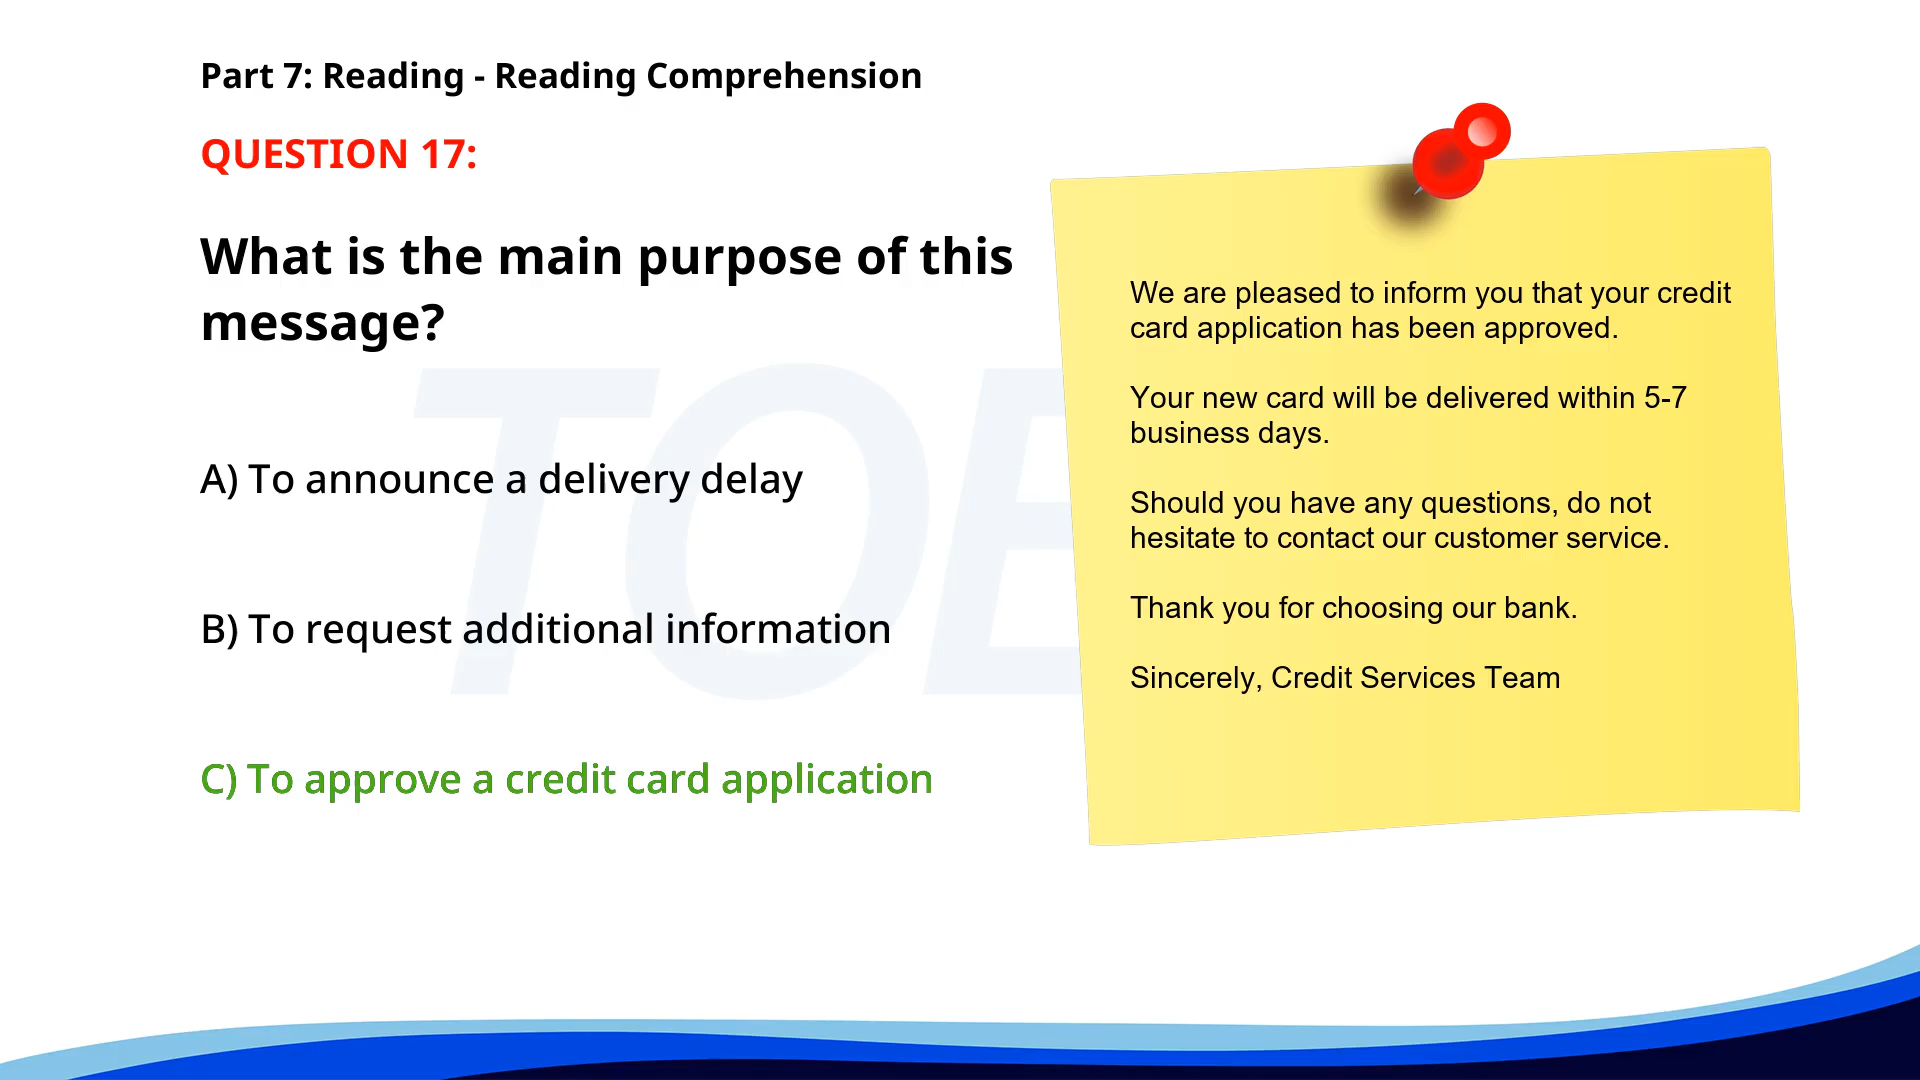 Part 7: Reading - Reading Comprehension
QUESTION 17:
What is the main purpose of this
message?
A) To announce a delivery delay
B) To request additional information
C) To approve a credit card application
We are pleased to inform you that your credit
card application has been approved.
Your new card will be delivered within 5-7
business days.
Should you have any questions, do not
hesitate to contact our customer service.
Thank you for choosing our bank.
Sincerely, Credit Services Team